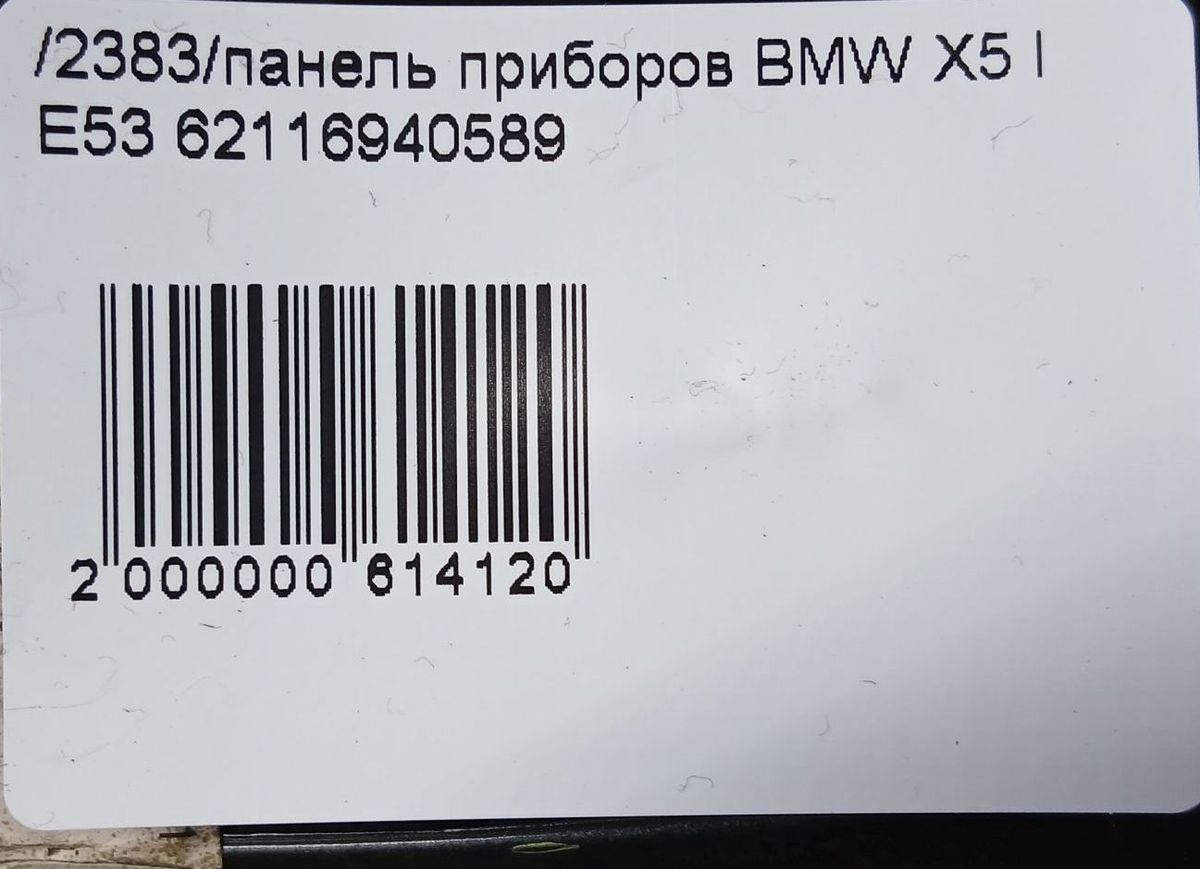 /2383/панель приборов BMW X5 I
E53 62116940589
2 000000 614120